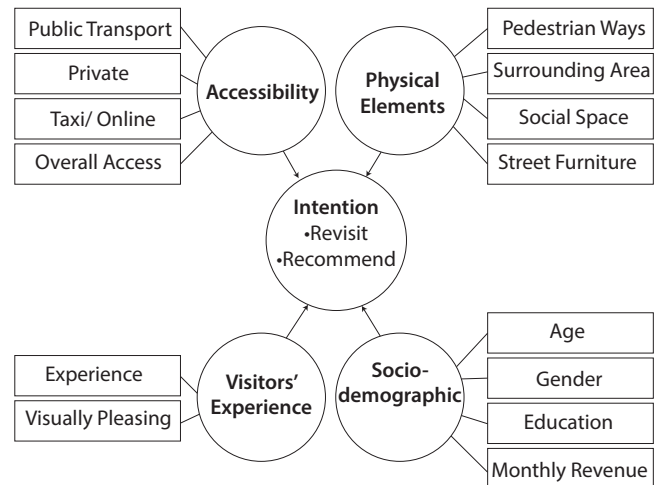 Public Transport
Private
Taxi/ Online
Overall Access
Accessibility
Physical
Elements
Pedestrian Ways
Surrounding Area
Social Space
Street Furniture
Intention
•Revisit
•Recommend
Experience
Visually Pleasing
Visitors'
Experience
Socio-
demographic
Age
Gender
Education
Monthly Revenue